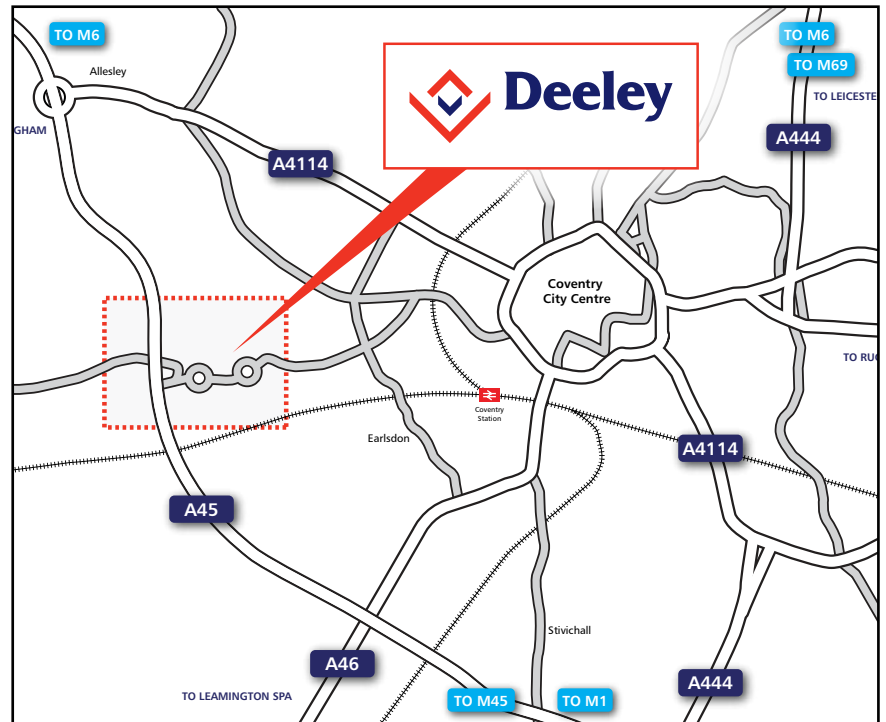 TO M6
Allesley
GHAM
A4114
Deeley
TO M6
TO M69
TO LEICESTE
A444
Coventry
City Centre
TO RUG
Coventry
Station
Earlsdon
A4114
A45
Stivichall
A46
TO LEAMINGTON SPA
TO M45
TO M1
A444